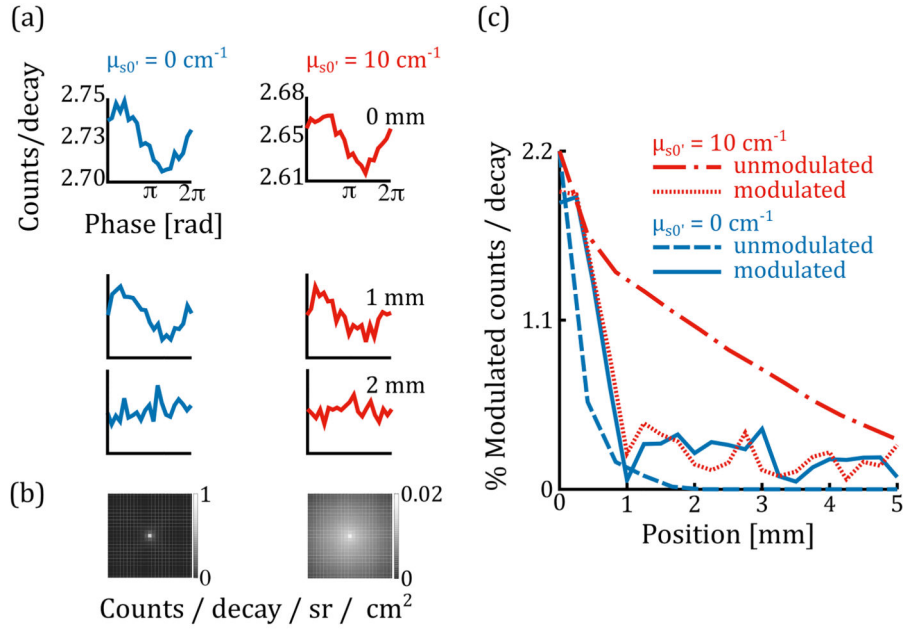 (a)
μs0' = 0 cm-1
μs0' = 10 cm-1
Counts/decay
2.75
2.73
2.70
π
2π
2.68
2.65
2.61
0 mm
π
2π
Phase [rad]
1 mm
2 mm
(b)
1
0
0.02
0
Counts / decay / sr / cm2
(c)
% Modulated counts / decay
2.2
1.1
0
μs0' = 10 cm-1
unmodulated
modulated
μs0' = 0 cm-1
unmodulated
modulated
0 1 2 3 4 5
Position [mm]